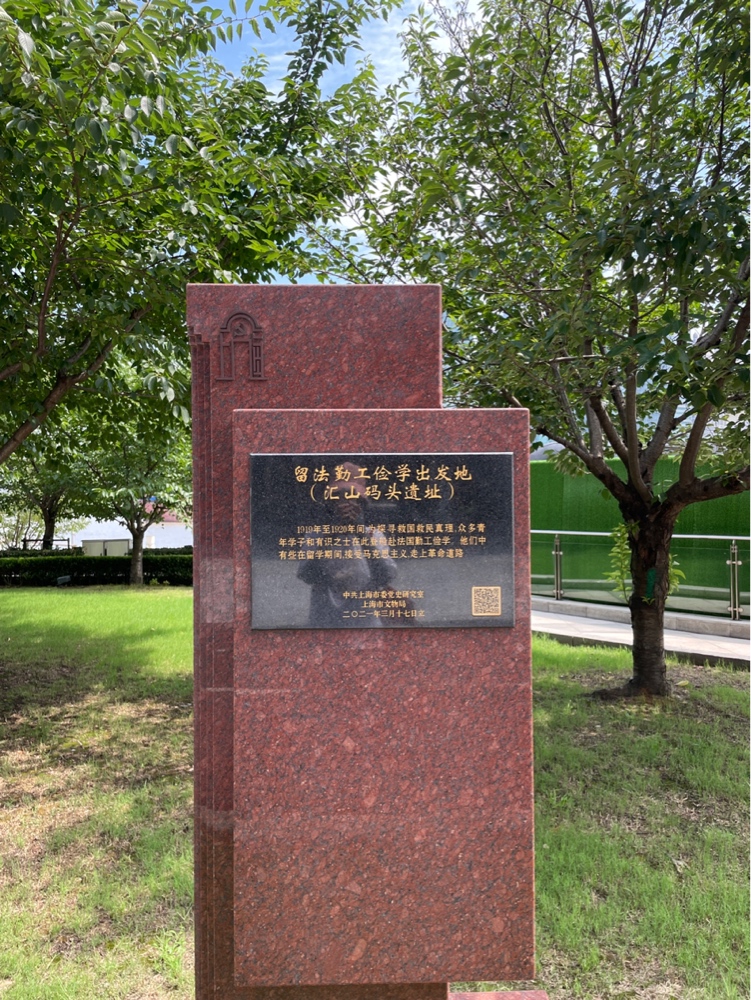 留法勤工俭学出发地
（汇山码头遗址）
1919年至1920年间，为探寻救国救民真理，众多青
年学子和有识之士在此登船赴法国勤工俭学。他们中
有些在留学期间，接受马克思主义，走上革命道路
中共上海市委党史研究室
上海市文物局
二〇二一年三月十七日立